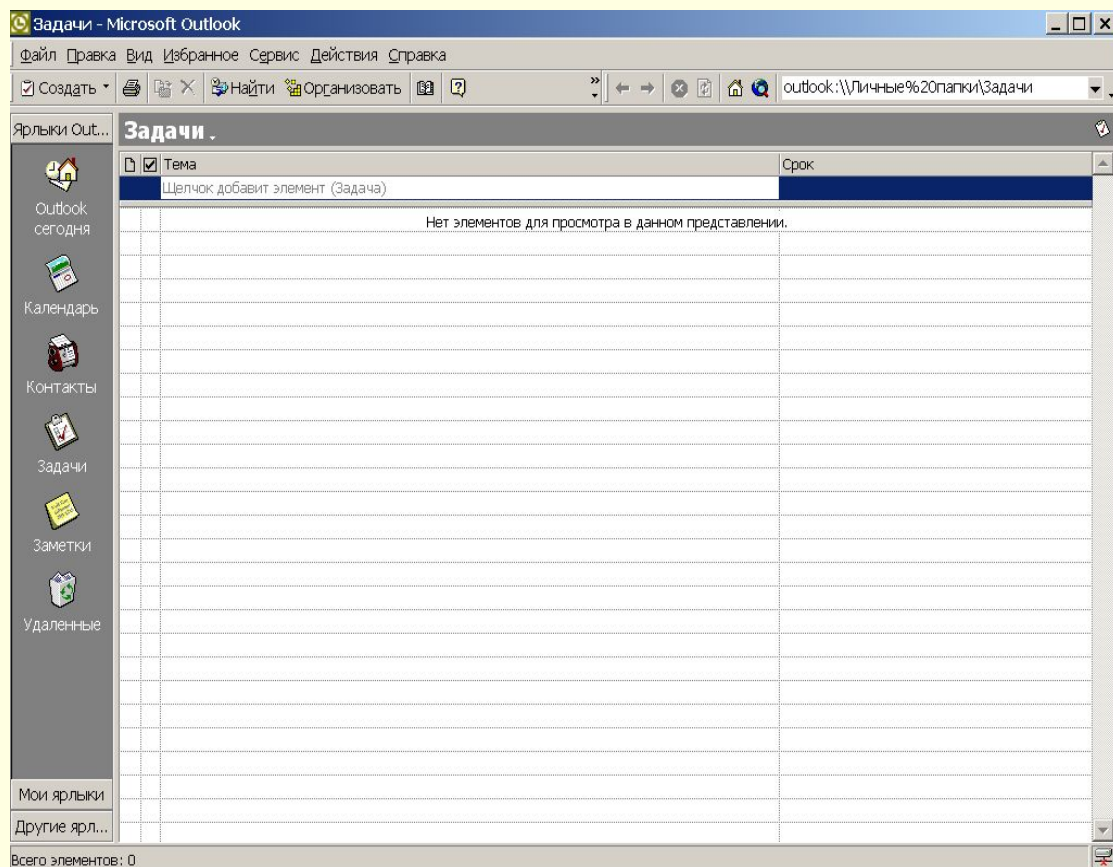 Задачи - Microsoft Outlook
Файл Правка Вид Избранное Сервис Действия Справка
Создать Найти Организовать outlook:\\Личные%20папки\Задачи
Ярлыки Out...
Задачи
Тема Срок
Щелчок добавит элемент (Задача)
Нет элементов для просмотра в данном представлении.
Outlook
сегодня
Календарь
Контакты
Задачи
Заметки
Удаленные
Мои ярлыки
Другие ярл...
Всего элементов: 0